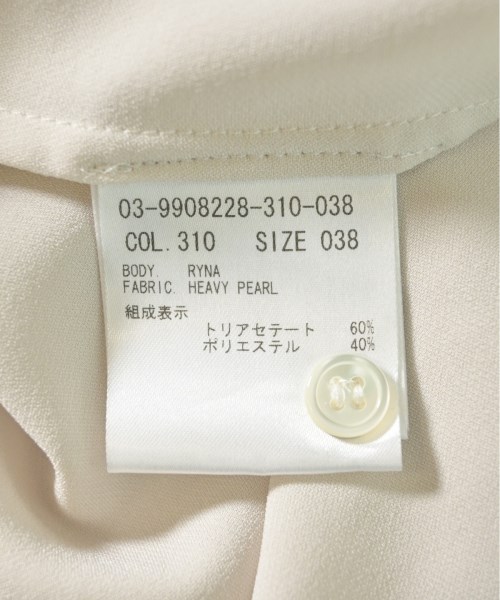 03-9908228-310-038
COL.310 SIZE 038
BODY. RYNA
FABRIC. HEAVY PEARL
組成表示
トリアセテート 60%
ポリエステル 40%